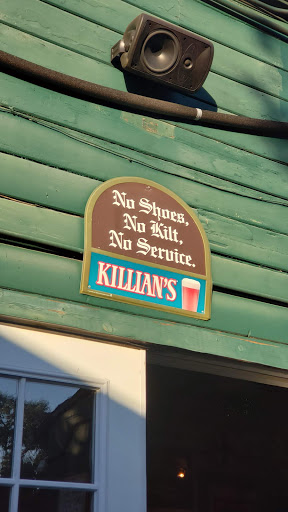 No Shoes,
No Kilt,
No Service.
KILLIAN'S